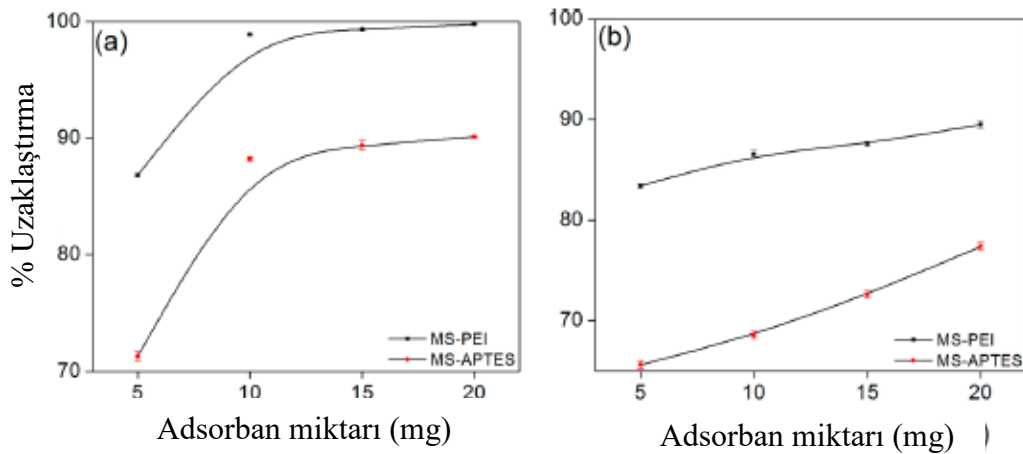 % Uzaklaştırma
(a)
100
90
80
70
MS-PEI
MS-APTES
5 10 15 20
Adsorban miktarı (mg)
(b)
100
90
80
70
MS-PEI
MS-APTES
5 10 15 20
Adsorban miktarı (mg) )